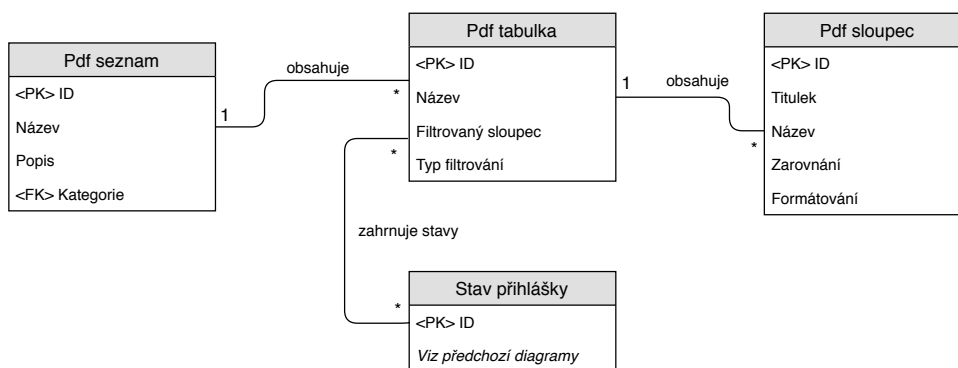 Pdf seznam
<PK> ID
Název
Popis
<FK> Kategorie
1
obsahuje
*
Pdf tabulka
<PK> ID
Název
Filtrovaný sloupec
Typ filtrování
1
obsahuje
*
Pdf sloupec
<PK> ID
Titulek
Název
Zarovnání
Formátování
*
zahrnuje stavy
*
Stav přihlášky
<PK> ID
Viz předchozí diagramy